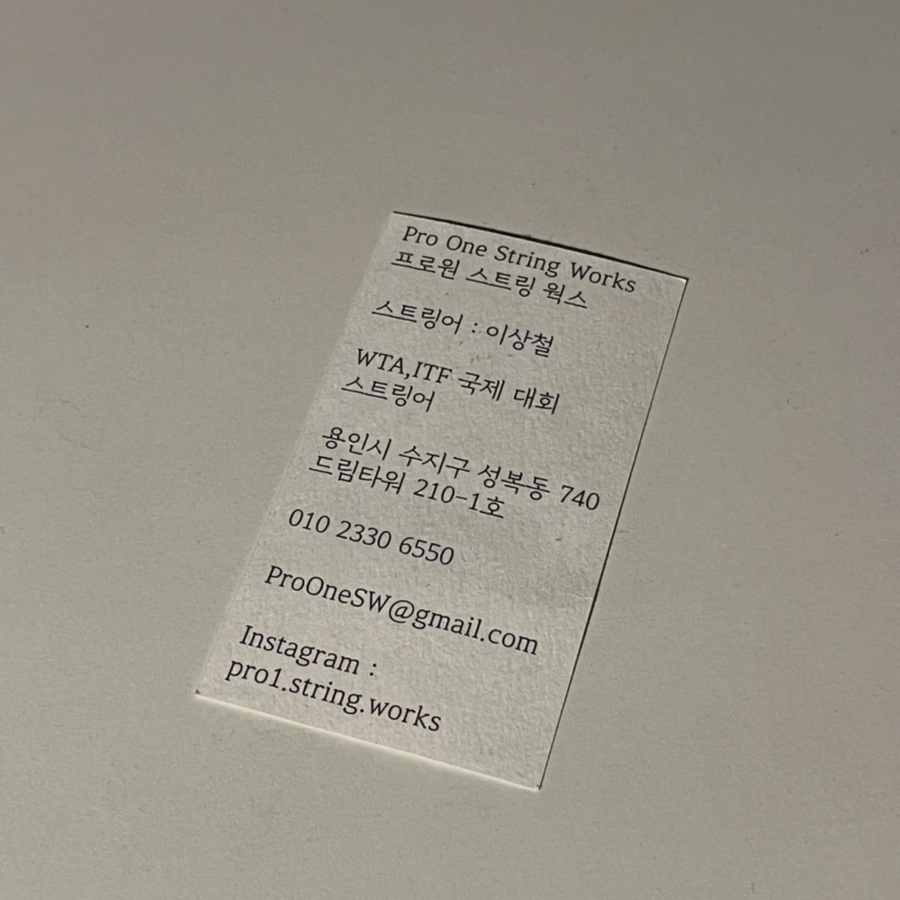 Pro One String Works
프로원 스트링 웍스
스트링어 : 이상철
WTA,ITF 국제 대회
스트링어
용인시 수지구 성복동 740
드림타워 210-1호
010 2330 6550
ProOneSW@gmail.com
Instagram :
pro1.string.works